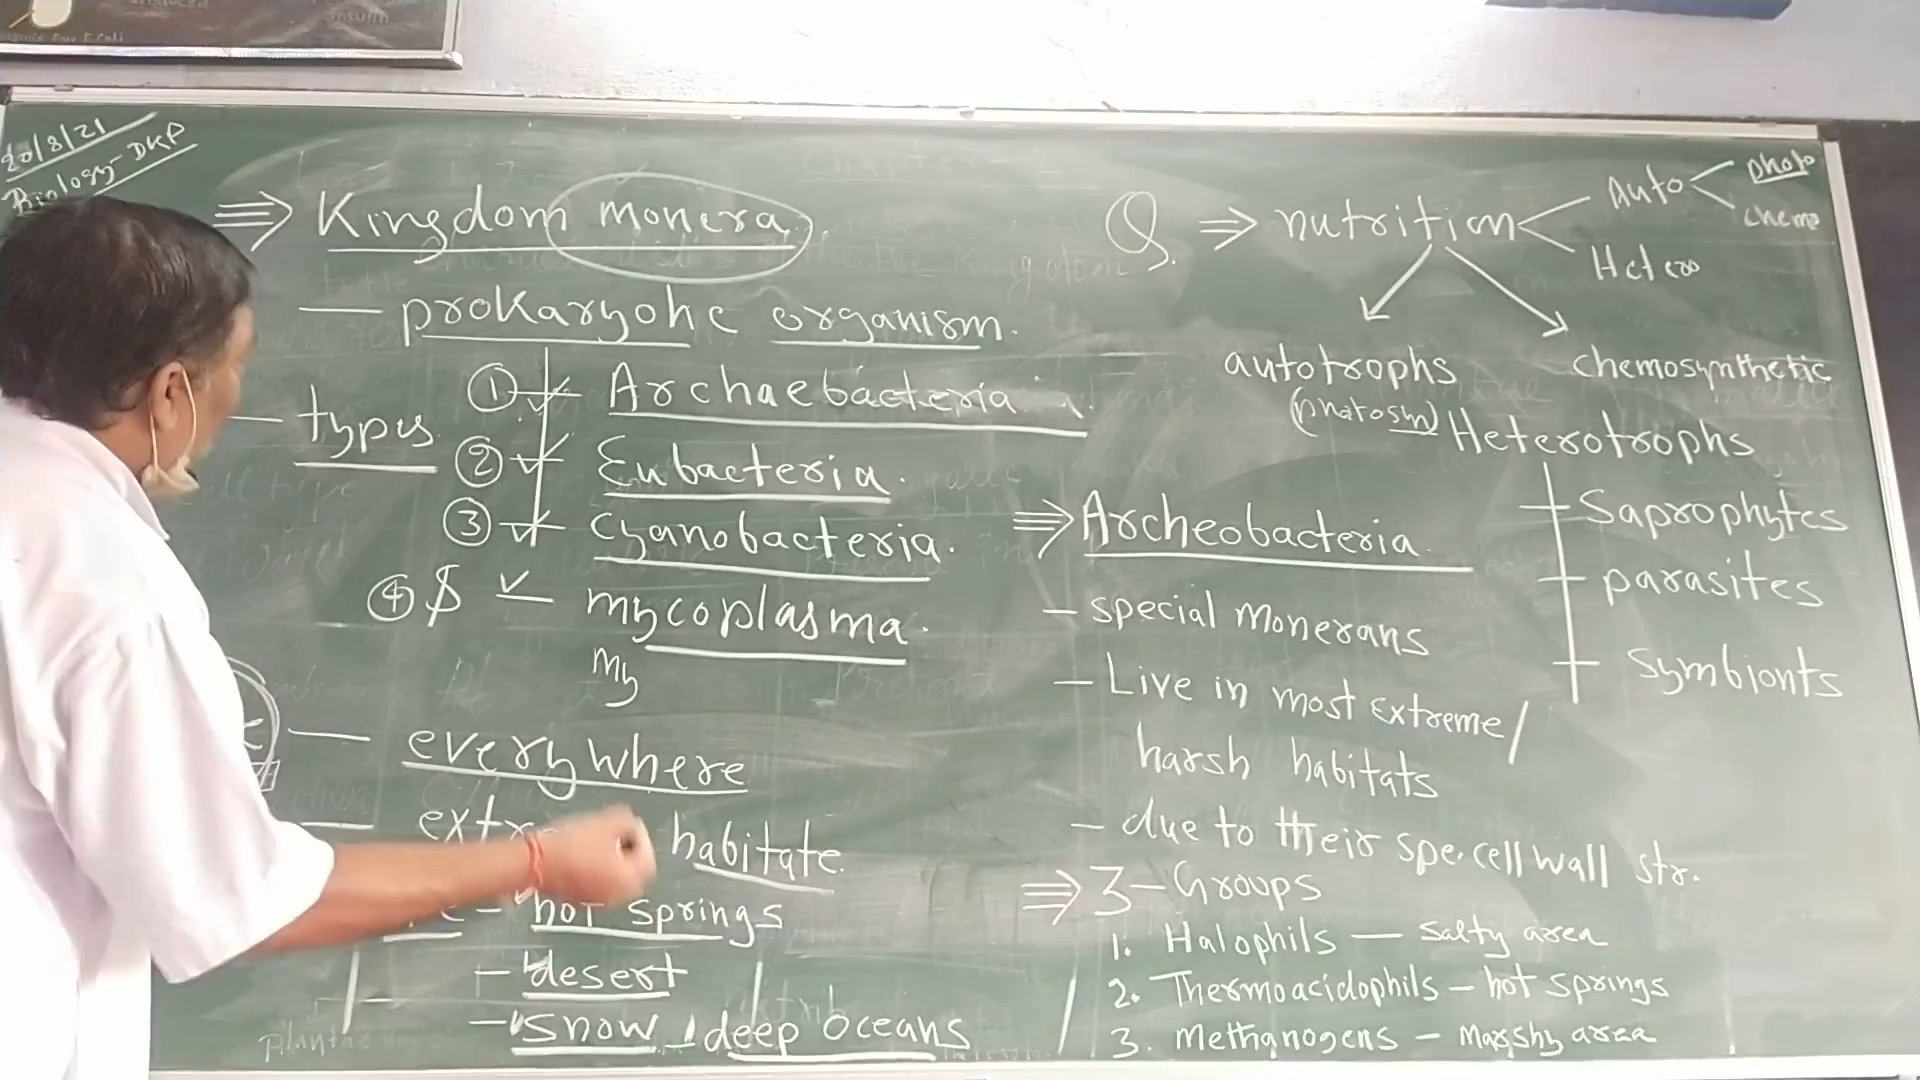 insulin
E.Coli
20/8/21
Biology-DKP
⇒ Kingdom monera.
— prokaryotic organism.
— types
① ✓ Archaebacteria.
② ✓ Eubacteria.
③ ✓ Cyanobacteria.
④ $ ✓ — mycoplasma.
my
— everywhere
— habitate.
- hot springs
- desert
- snow, deep oceans
Q. ⇒ nutrition
Auto
photo
chemo
Hetero
autotrophs
(photosyn)
chemosynthetic
Heterotrophs
Saprophytes
parasites
Symbionts
⇒ Archeobacteria.
- special monerans
- Live in most extreme/
harsh habitats
- due to their spe. cell wall str.
⇒ 3-Groups
1. Halophils — salty area
2. Thermoacidophils - hot springs
3. Methanogens - Marshy area